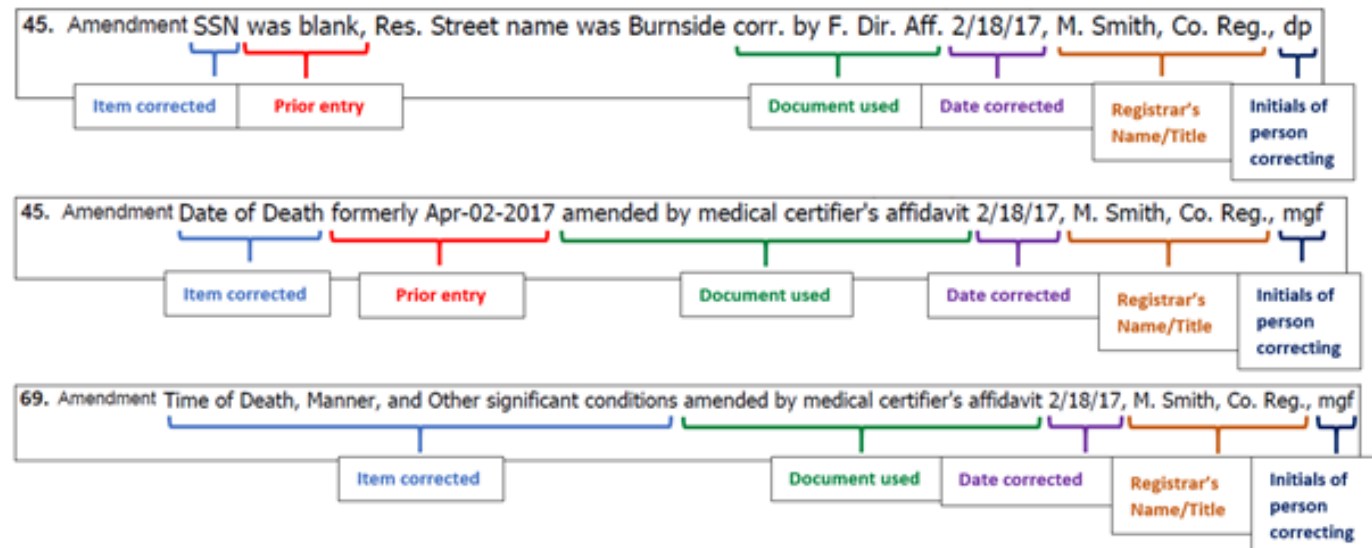 45. Amendment SSN was blank, Res. Street name was Burnside corr. by F. Dir. Aff. 2/18/17, M. Smith, Co. Reg., dp
Item corrected
Prior entry
Document used
Date corrected
Registrar's
Name/Title
Initials of
person
correcting
45. Amendment Date of Death formerly Apr-02-2017 amended by medical certifier's affidavit 2/18/17, M. Smith, Co. Reg., mgf
Item corrected
Prior entry
Document used
Date corrected
Registrar's
Name/Title
Initials of
person
correcting
69. Amendment Time of Death, Manner, and Other significant conditions amended by medical certifier's affidavit 2/18/17, M. Smith, Co. Reg., mgf
Item corrected
Document used
Date corrected
Registrar's
Name/Title
Initials of
person
correcting